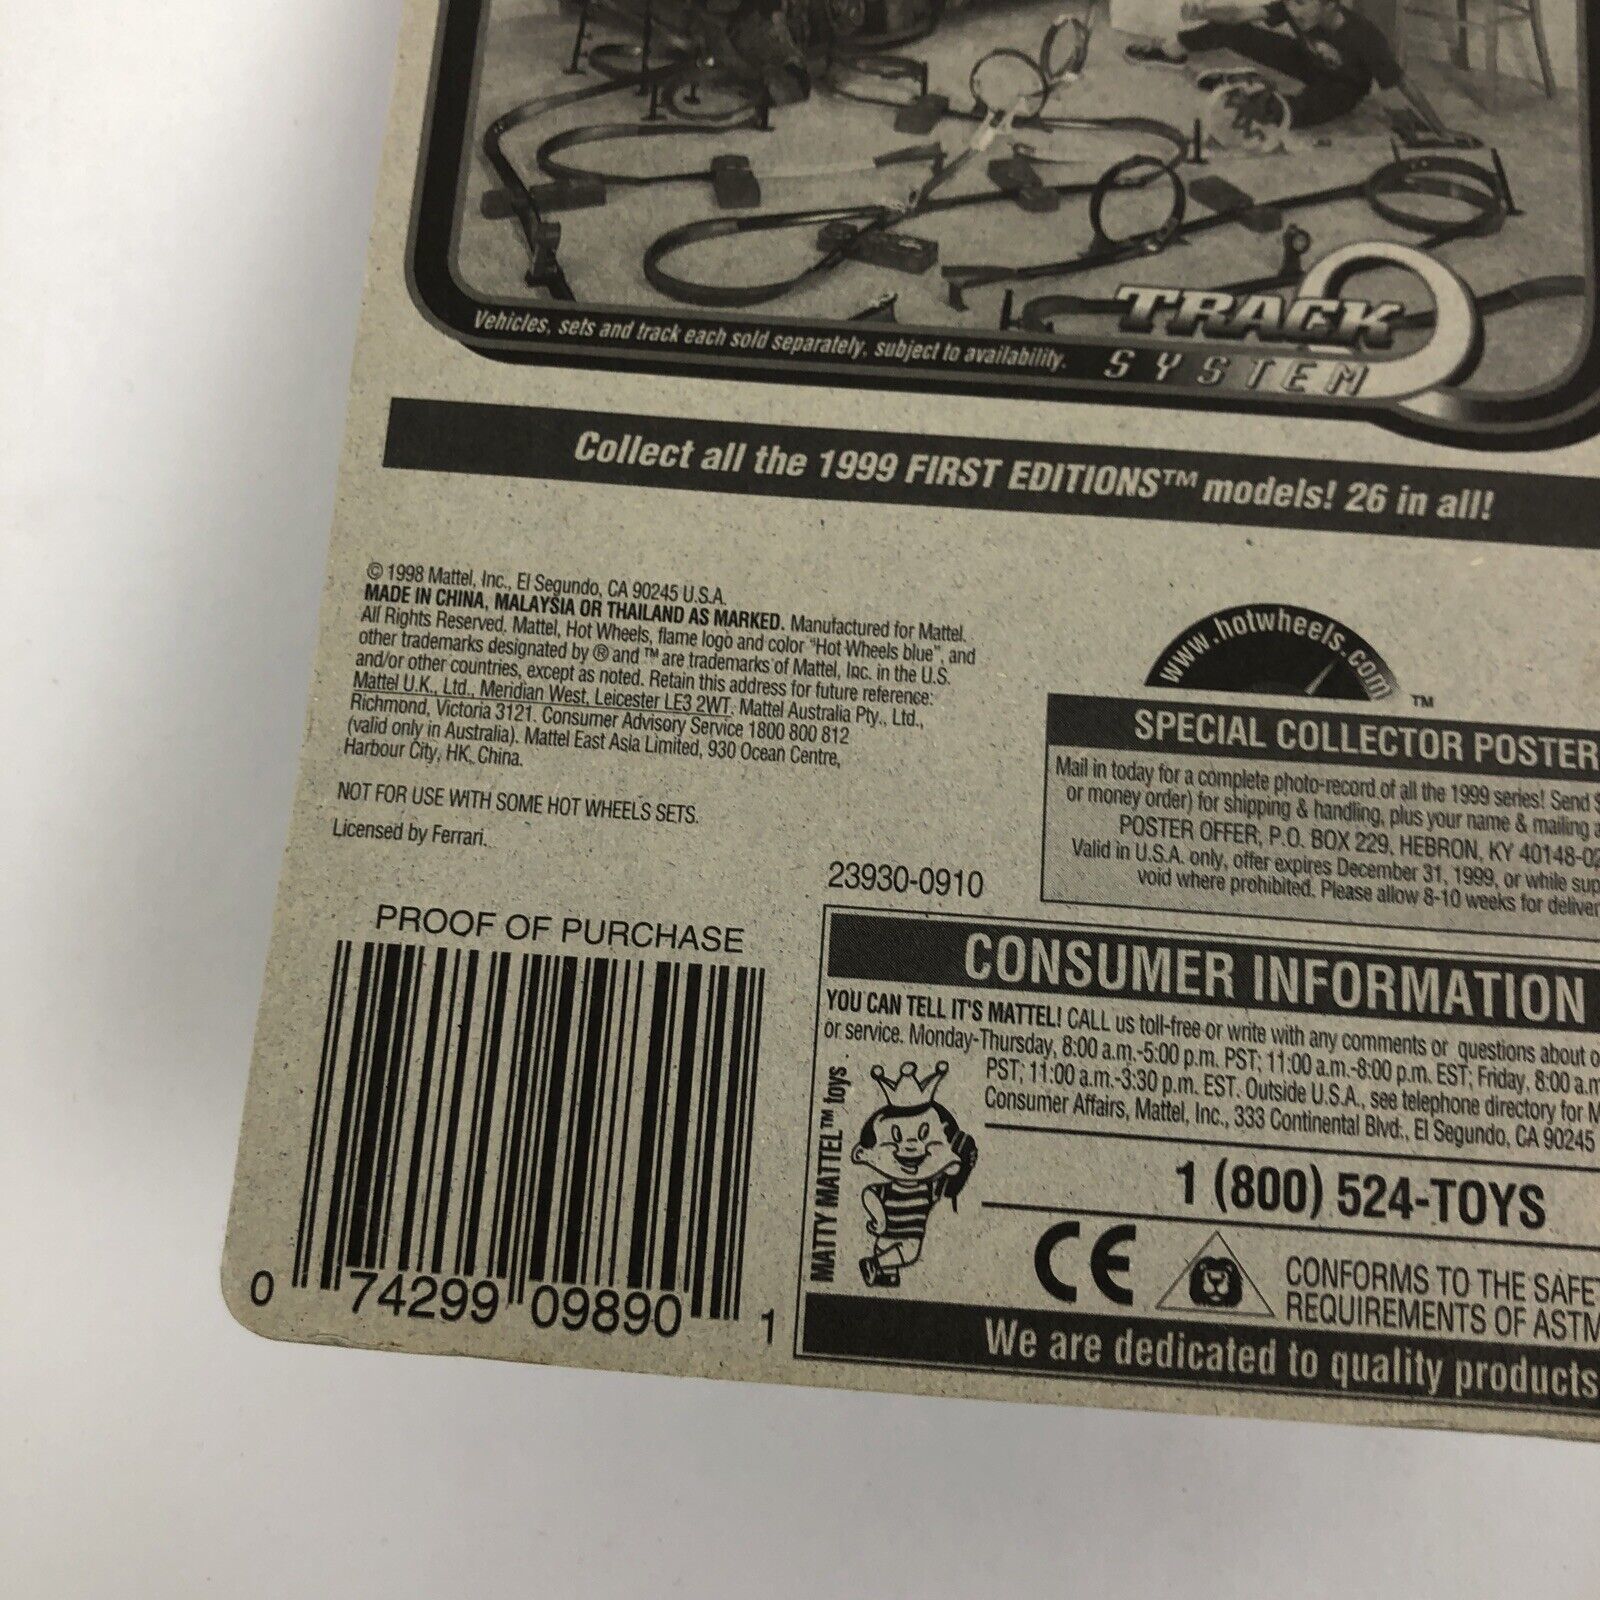 TRACK
SYSTEM
Vehicles, sets and track each sold separately, subject to availability.
Collect all the 1999 FIRST EDITIONS™ models! 26 in all!
© 1998 Mattel, Inc., El Segundo, CA 90245 U.S.A.
MADE IN CHINA, MALAYSIA OR THAILAND AS MARKED. Manufactured for Mattel.
All Rights Reserved. Mattel, Hot Wheels, flame logo and color "Hot Wheels blue", and
other trademarks designated by ® and ™ are trademarks of Mattel, Inc. in the U.S.
and/or other countries, except as noted. Retain this address for future reference:
Mattel U.K., Ltd., Meridian West, Leicester LE3 2WT. Mattel Australia Pty., Ltd.,
Richmond, Victoria 3121. Consumer Advisory Service 1800 800 812
(valid only in Australia). Mattel East Asia Limited, 930 Ocean Centre,
Harbour City, HK, China.
NOT FOR USE WITH SOME HOT WHEELS SETS.
Licensed by Ferrari.
www.hotwheels.com
™
SPECIAL COLLECTOR POSTER
Mail in today for a complete photo-record of all the 1999 series! Send $
or money order) for shipping & handling, plus your name & mailing a
POSTER OFFER, P.O. BOX 229, HEBRON, KY 40148-02
Valid in U.S.A. only, offer expires December 31, 1999, or while sup
void where prohibited. Please allow 8-10 weeks for deliver
23930-0910
PROOF OF PURCHASE
0 74299 09890 1
CONSUMER INFORMATION
YOU CAN TELL IT'S MATTEL! CALL us toll-free or write with any comments or questions about o
or service. Monday-Thursday, 8:00 a.m.-5:00 p.m. PST; 11:00 a.m.-8:00 p.m. EST; Friday, 8:00 a.m
PST; 11:00 a.m.-3:30 p.m. EST. Outside U.S.A., see telephone directory for M
Consumer Affairs, Mattel, Inc., 333 Continental Blvd., El Segundo, CA 90245
MATTY MATTEL™ toys
1 (800) 524-TOYS
CE
CONFORMS TO THE SAFET
REQUIREMENTS OF ASTM
We are dedicated to quality products